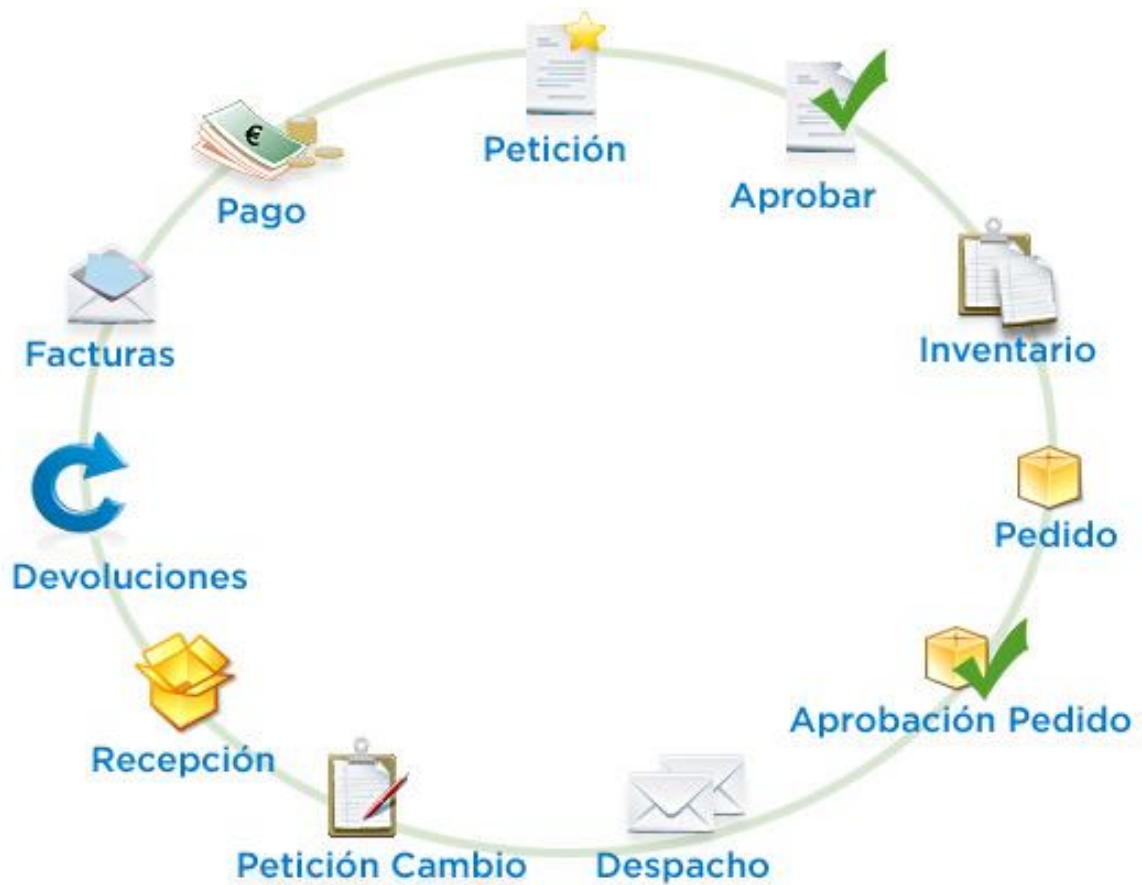 Petición
Aprobar
Inventario
Pedido
Aprobación Pedido
Despacho
Petición Cambio
Recepción
Devoluciones
Facturas
Pago
€